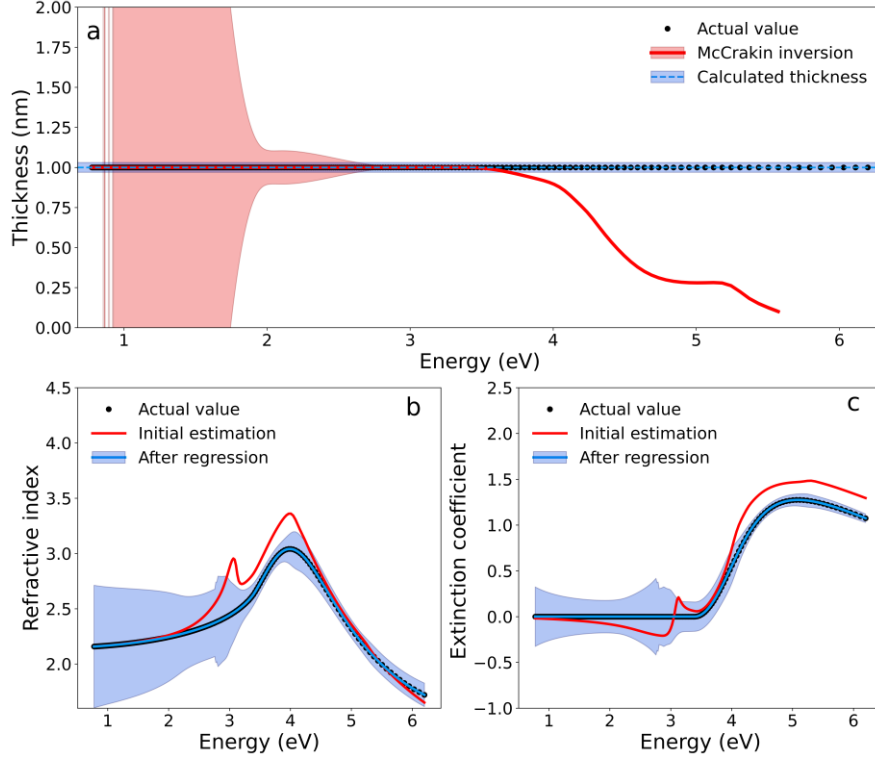 a
Actual value
McCrakin inversion
Calculated thickness
Thickness (nm)
2.00
1.75
1.50
1.25
1.00
0.75
0.50
0.25
0.00
1 2 3 4 5 6
Energy (eV)
b
Actual value
Initial estimation
After regression
Refractive index
4.5
4.0
3.5
3.0
2.5
2.0
1 2 3 4 5 6
Energy (eV)
c
Actual value
Initial estimation
After regression
Extinction coefficient
2.5
2.0
1.5
1.0
0.5
0.0
−0.5
−1.0
1 2 3 4 5 6
Energy (eV)